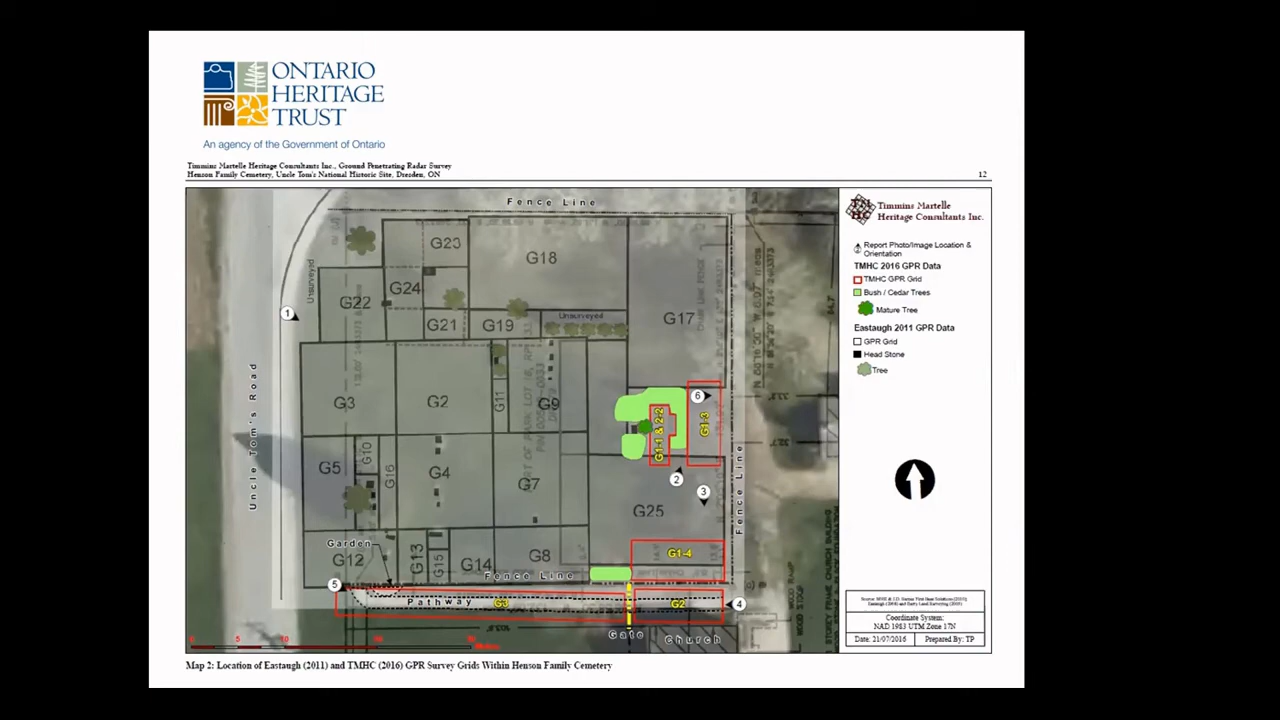 ONTARIO
HERITAGE
TRUST
An agency of the Government of Ontario
Timmins Martelle Heritage Consultants Inc., Ground Penetrating Radar Survey
Henson Family Cemetery, Uncle Tom's National Historic Site, Dresden, ON
12
Fence Line
G23
G18
G24
G22
Unsurveyed
G21
G19
Unsurveyed
G17
1
G3
G2
G11
G9
6
G1-1 & 2-2
G1-3
Uncle Tom's Road
G5
G10
G16
G4
G7
2
3
G25
Fence Line
Garden
G12
G13
G15
G14
G8
G1-4
Fence Line
5
Pathway
G3
G2
4
Gate
Church
0
5
10
Timmins Martelle
Heritage Consultants Inc.
Report Photo/Image Location &
Orientation
TMHC 2016 GPR Data
TMHC GPR Grid
Bush / Cedar Trees
Mature Tree
Eastaugh 2011 GPR Data
GPR Grid
Head Stone
Tree
Coordinate System:
NAD 1983 UTM Zone 17N
Date: 21/07/2016
Prepared By: TP
Map 2: Location of Eastaugh (2011) and TMHC (2016) GPR Survey Grids Within Henson Family Cemetery